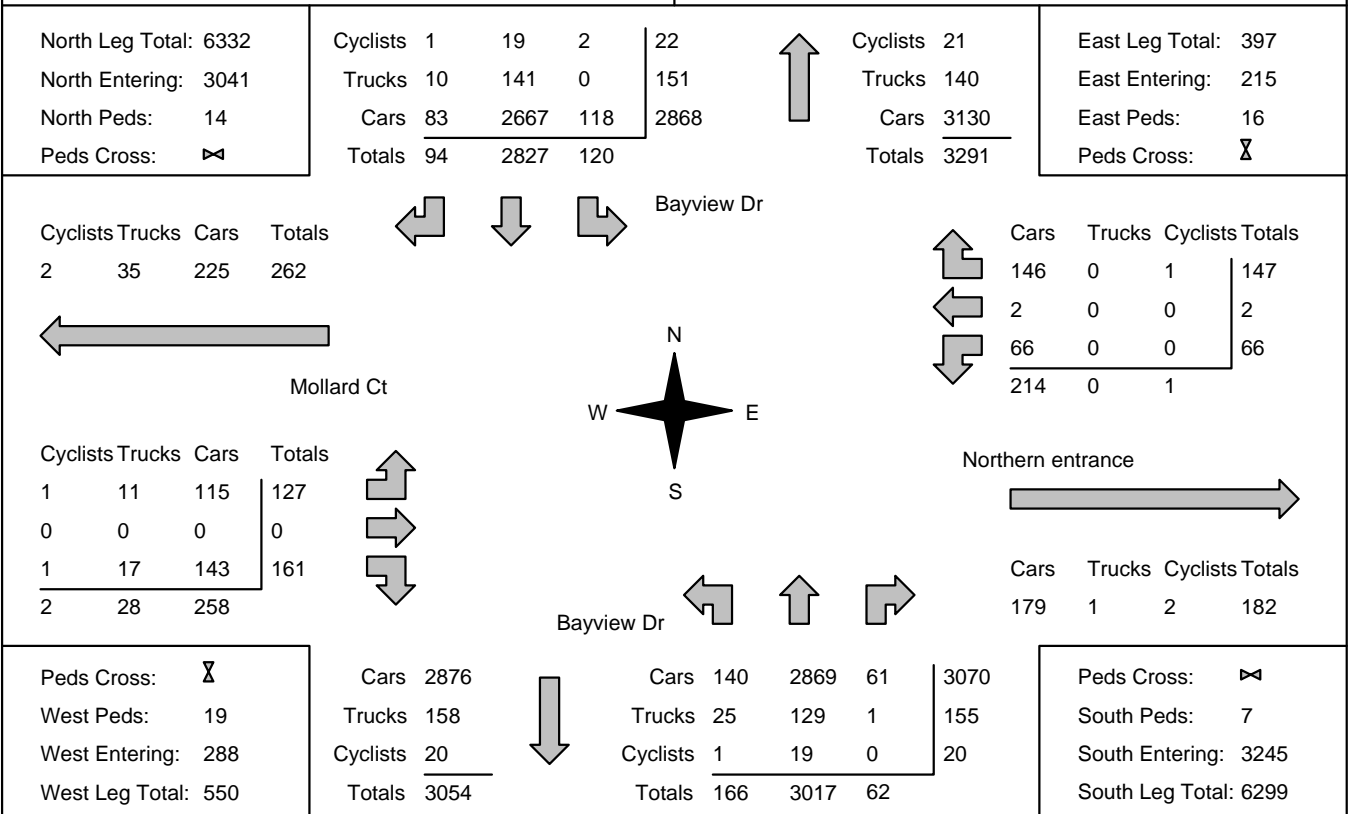 North Leg Total: 6332
North Entering: 3041
North Peds: 14
Peds Cross:
Cyclists 1 19 2 22
Trucks 10 141 0 151
Cars 83 2667 118 2868
Totals 94 2827 120
Cyclists 21
Trucks 140
Cars 3130
Totals 3291
East Leg Total: 397
East Entering: 215
East Peds: 16
Peds Cross:
Bayview Dr
Cyclists Trucks Cars Totals
2 35 225 262
Cars Trucks Cyclists Totals
146 0 1 147
2 0 0 2
66 0 0 66
214 0 1
Mollard Ct
N
W E
S
Cyclists Trucks Cars Totals
1 11 115 127
0 0 0 0
1 17 143 161
2 28 258
Northern entrance
Cars Trucks Cyclists Totals
179 1 2 182
Bayview Dr
Peds Cross:
West Peds: 19
West Entering: 288
West Leg Total: 550
Cars 2876
Trucks 158
Cyclists 20
Totals 3054
Cars 140 2869 61 3070
Trucks 25 129 1 155
Cyclists 1 19 0 20
Totals 166 3017 62
Peds Cross:
South Peds: 7
South Entering: 3245
South Leg Total: 6299